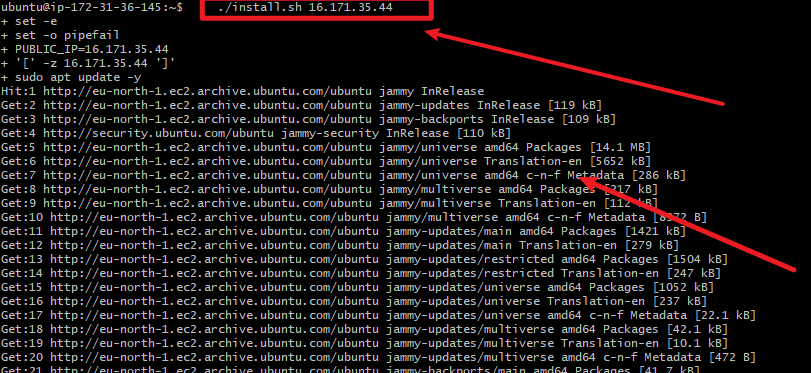 ubuntu@ip-172-31-36-145:~$ ./install.sh 16.171.35.44
+ set -e
+ set -o pipefail
+ PUBLIC_IP=16.171.35.44
+ '[' -z 16.171.35.44 ']'
+ sudo apt update -y
Hit:1 http://eu-north-1.ec2.archive.ubuntu.com/ubuntu jammy InRelease
Get:2 http://eu-north-1.ec2.archive.ubuntu.com/ubuntu jammy-updates InRelease [119 kB]
Get:3 http://eu-north-1.ec2.archive.ubuntu.com/ubuntu jammy-backports InRelease [109 kB]
Get:4 http://security.ubuntu.com/ubuntu jammy-security InRelease [110 kB]
Get:5 http://eu-north-1.ec2.archive.ubuntu.com/ubuntu jammy/universe amd64 Packages [14.1 MB]
Get:6 http://eu-north-1.ec2.archive.ubuntu.com/ubuntu jammy/universe Translation-en [5652 kB]
Get:7 http://eu-north-1.ec2.archive.ubuntu.com/ubuntu jammy/universe amd64 c-n-f Metadata [286 kB]
Get:8 http://eu-north-1.ec2.archive.ubuntu.com/ubuntu jammy/multiverse amd64 Packages [217 kB]
Get:9 http://eu-north-1.ec2.archive.ubuntu.com/ubuntu jammy/multiverse Translation-en [112 kB]
Get:10 http://eu-north-1.ec2.archive.ubuntu.com/ubuntu jammy/multiverse amd64 c-n-f Metadata [8372 B]
Get:11 http://eu-north-1.ec2.archive.ubuntu.com/ubuntu jammy-updates/main amd64 Packages [1421 kB]
Get:12 http://eu-north-1.ec2.archive.ubuntu.com/ubuntu jammy-updates/main Translation-en [279 kB]
Get:13 http://eu-north-1.ec2.archive.ubuntu.com/ubuntu jammy-updates/restricted amd64 Packages [1504 kB]
Get:14 http://eu-north-1.ec2.archive.ubuntu.com/ubuntu jammy-updates/restricted Translation-en [247 kB]
Get:15 http://eu-north-1.ec2.archive.ubuntu.com/ubuntu jammy-updates/universe amd64 Packages [1052 kB]
Get:16 http://eu-north-1.ec2.archive.ubuntu.com/ubuntu jammy-updates/universe Translation-en [237 kB]
Get:17 http://eu-north-1.ec2.archive.ubuntu.com/ubuntu jammy-updates/universe amd64 c-n-f Metadata [22.1 kB]
Get:18 http://eu-north-1.ec2.archive.ubuntu.com/ubuntu jammy-updates/multiverse amd64 Packages [42.1 kB]
Get:19 http://eu-north-1.ec2.archive.ubuntu.com/ubuntu jammy-updates/multiverse Translation-en [10.1 kB]
Get:20 http://eu-north-1.ec2.archive.ubuntu.com/ubuntu jammy-updates/multiverse amd64 c-n-f Metadata [472 B]
Get:21 http://eu-north-1.ec2.archive.ubuntu.com/ubuntu jammy-backports/main amd64 Packages [41.7 kB]